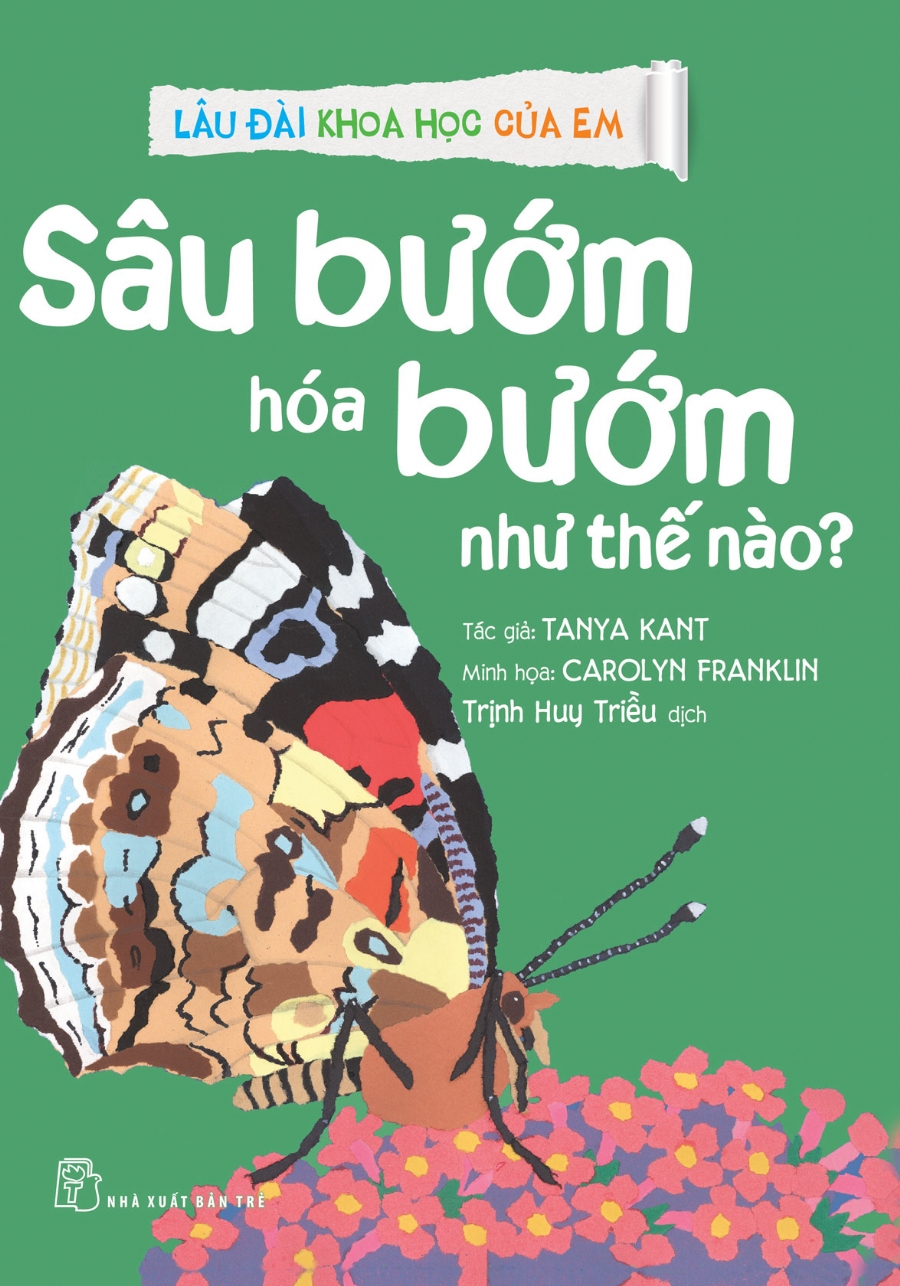 LÂU ĐÀI KHOA HỌC CỦA EM
Sâu bướm
hóa bướm
như thế nào?
Tác giả: TANYA KANT
Minh họa: CAROLYN FRANKLIN
Trịnh Huy Triều dịch
T
NHÀ XUẤT BẢN TRẺ